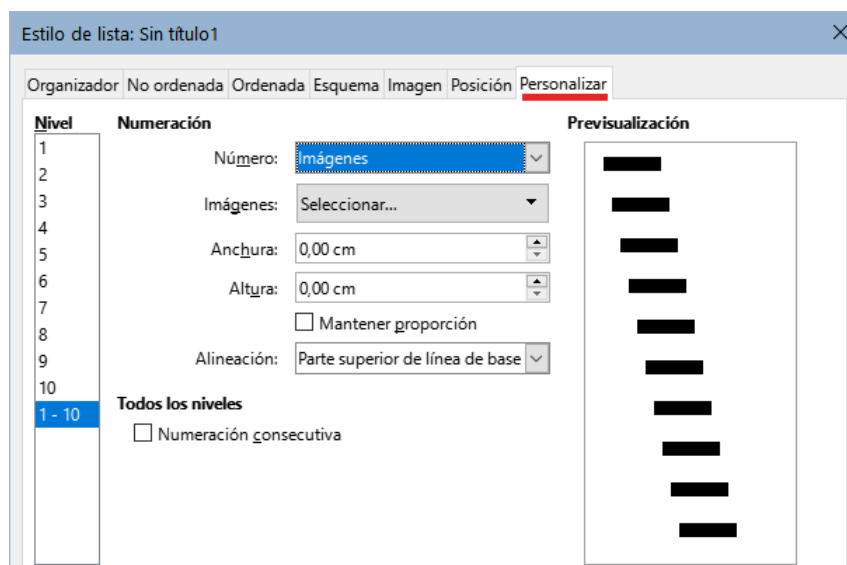 Estilo de lista: Sin título1
Organizador No ordenada Ordenada Esquema Imagen Posición Personalizar
Nivel Numeración Previsualización
1
2
3
4
5
6
7
8
9
10
1 - 10
Número: Imágenes
Imágenes: Seleccionar...
Anchura: 0,00 cm
Altura: 0,00 cm
Mantener proporción
Alineación: Parte superior de línea de base
Todos los niveles
Numeración consecutiva